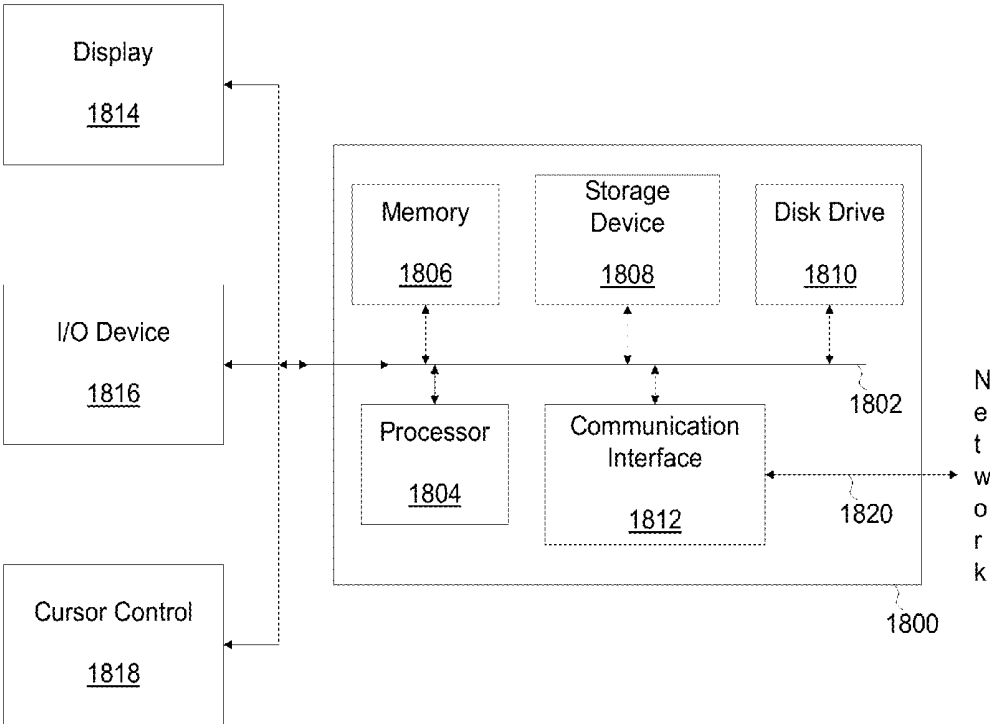 Display
1814
I/O Device
1816
Cursor Control
1818
Memory
1806
Storage
Device
1808
Disk Drive
1810
1802
Processor
1804
Communication
Interface
1812
1820
Network
1800